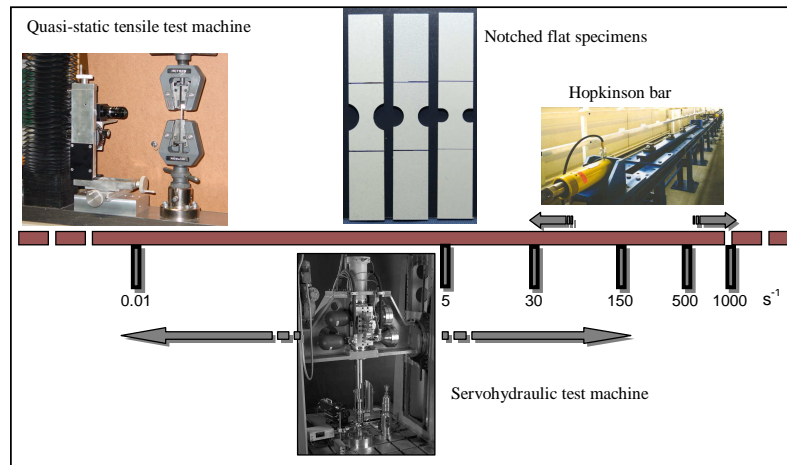 Quasi-static tensile test machine
Notched flat specimens
Hopkinson bar
0.01
5
30
150
500
1000
s⁻¹
Servohydraulic test machine